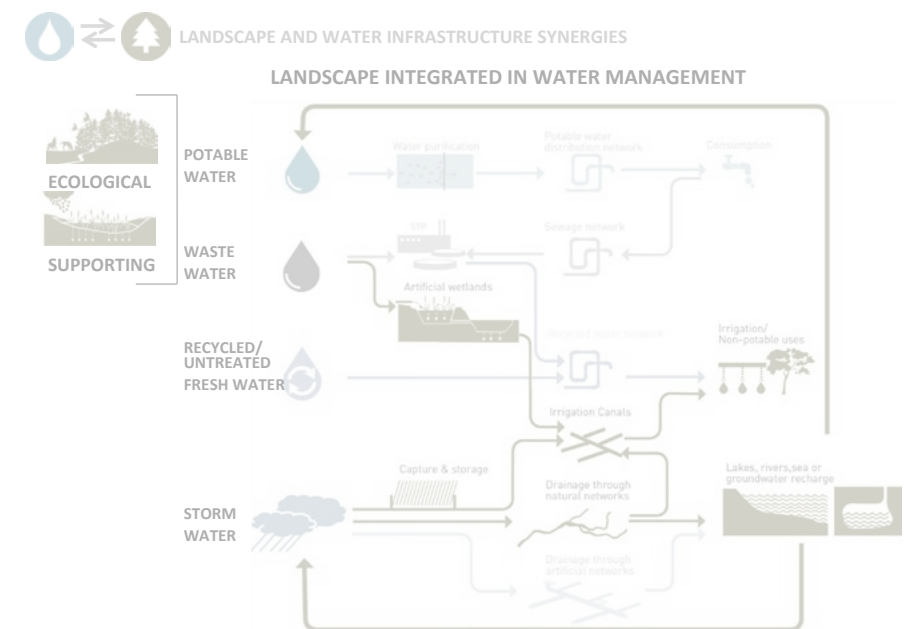 LANDSCAPE AND WATER INFRASTRUCTURE SYNERGIES
LANDSCAPE INTEGRATED IN WATER MANAGEMENT
ECOLOGICAL
SUPPORTING
POTABLE
WATER
Water purification
Potable water
distribution network
Consumption
WASTE
WATER
STP
Sewage network
Artificial wetlands
RECYCLED/
UNTREATED
FRESH WATER
water network
Irrigation/
Non-potable uses
Irrigation Canals
STORM
WATER
Capture & storage
Drainage through
natural networks
Lakes, rivers,sea or
groundwater recharge
Drainage through
artificial networks